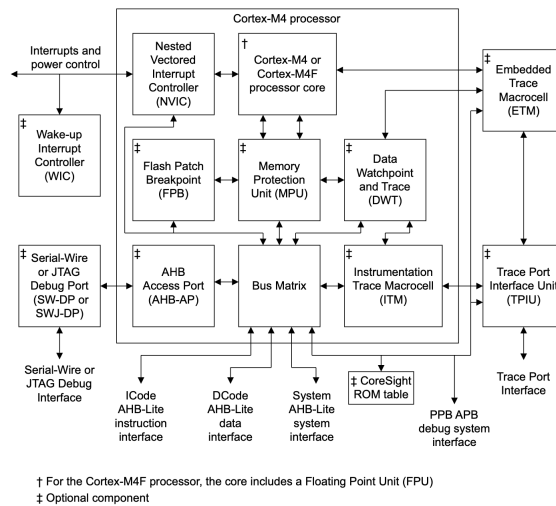 Cortex-M4 processor
Interrupts and
power control
Nested
Vectored
Interrupt
Controller
(NVIC)
†
Cortex-M4 or
Cortex-M4F
processor core
‡
Embedded
Trace
Macrocell
(ETM)
‡
Wake-up
Interrupt
Controller
(WIC)
‡
Flash Patch
Breakpoint
(FPB)
‡
Memory
Protection
Unit (MPU)
‡
Data
Watchpoint
and Trace
(DWT)
‡
Serial-Wire
or JTAG
Debug Port
(SW-DP or
SWJ-DP)
‡
AHB
Access Port
(AHB-AP)
Bus Matrix
‡
Instrumentation
Trace Macrocell
(ITM)
‡
Trace Port
Interface Unit
(TPIU)
Serial-Wire or
JTAG Debug
Interface
ICode
AHB-Lite
instruction
interface
DCode
AHB-Lite
data
interface
System
AHB-Lite
system
interface
‡ CoreSight
ROM table
PPB APB
debug system
interface
Trace Port
Interface
† For the Cortex-M4F processor, the core includes a Floating Point Unit (FPU)
‡ Optional component